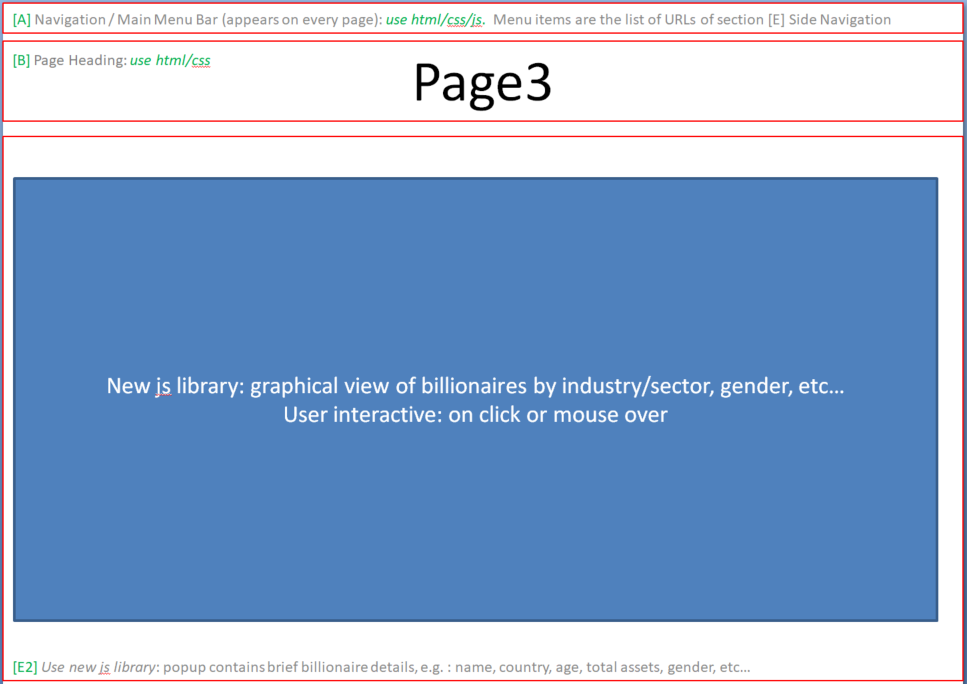 [A] Navigation / Main Menu Bar (appears on every page): use html/css/js.  Menu items are the list of URLs of section [E] Side Navigation
[B] Page Heading: use html/css
Page3
New js library: graphical view of billionaires by industry/sector, gender, etc...
User interactive: on click or mouse over
[E2] Use new js library: popup contains brief billionaire details, e.g. : name, country, age, total assets, gender, etc...